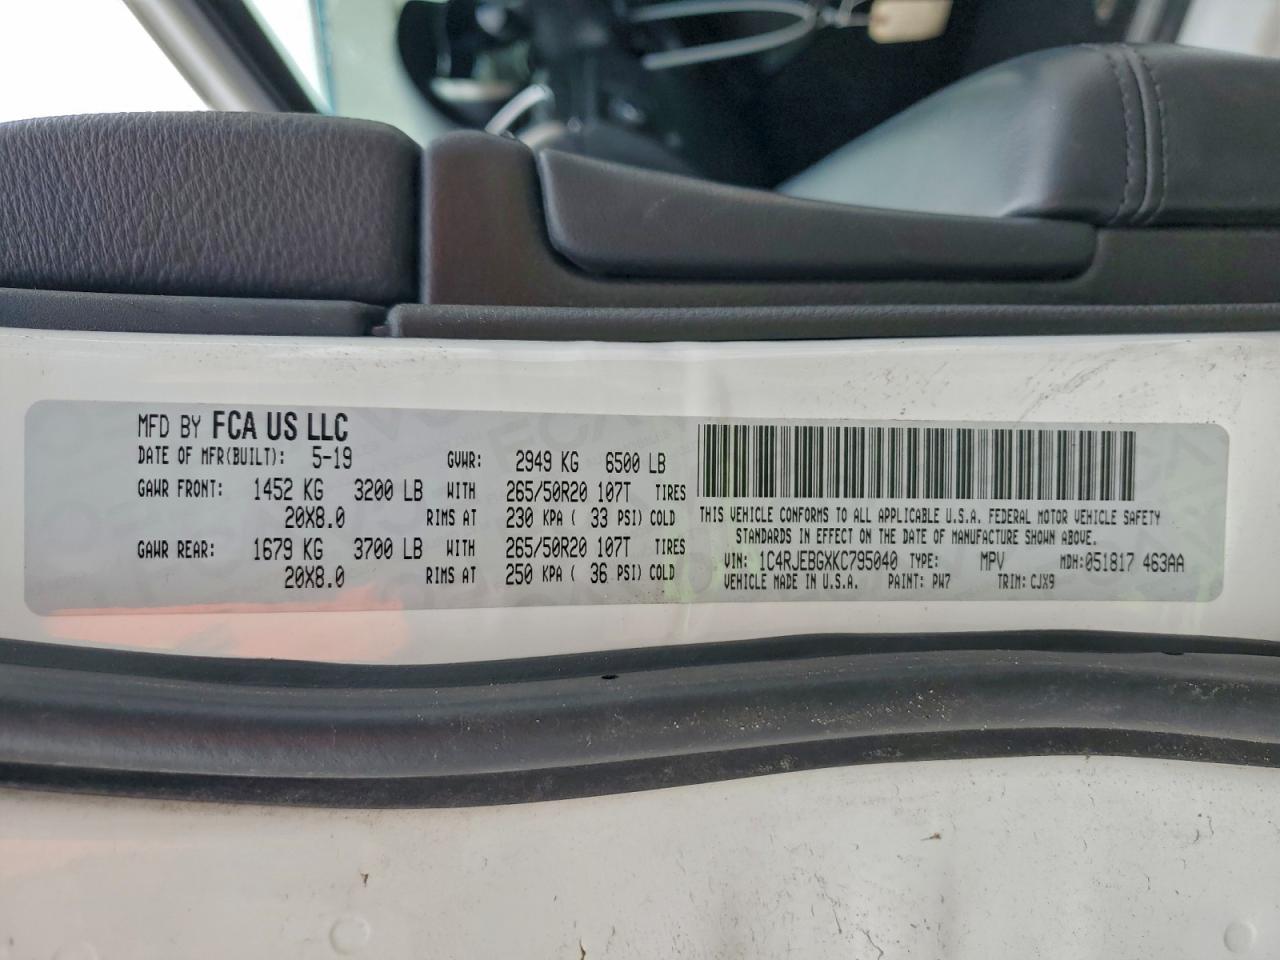 MFD BY FCA US LLC
DATE OF MFR(BUILT): 5-19 GVWR: 2949 KG 6500 LB
GAWR FRONT: 1452 KG 3200 LB WITH 265/50R20 107T TIRES
20X8.0 RIMS AT 230 KPA ( 33 PSI) COLD
GAWR REAR: 1679 KG 3700 LB WITH 265/50R20 107T TIRES
20X8.0 RIMS AT 250 KPA ( 36 PSI) COLD
THIS VEHICLE CONFORMS TO ALL APPLICABLE U.S.A. FEDERAL MOTOR VEHICLE SAFETY
STANDARDS IN EFFECT ON THE DATE OF MANUFACTURE SHOWN ABOVE.
VIN: 1C4RJEBGXKC795040 TYPE: MPV MDH:051817 463AA
VEHICLE MADE IN U.S.A. PAINT: PW7 TRIM: CJX9